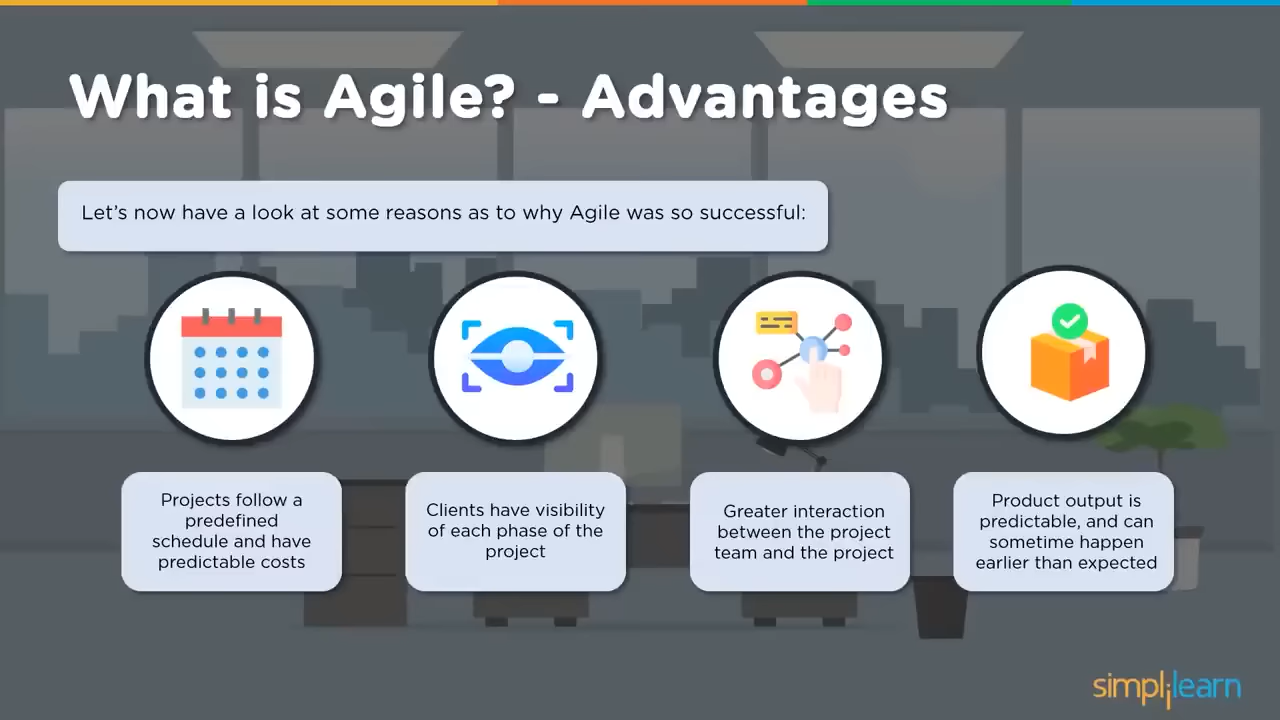 What is Agile? - Advantages
Let's now have a look at some reasons as to why Agile was so successful:
Projects follow a
predefined
schedule and have
predictable costs
Clients have visibility
of each phase of the
project
Greater interaction
between the project
team and the project
Product output is
predictable, and can
sometime happen
earlier than expected
simplilearn